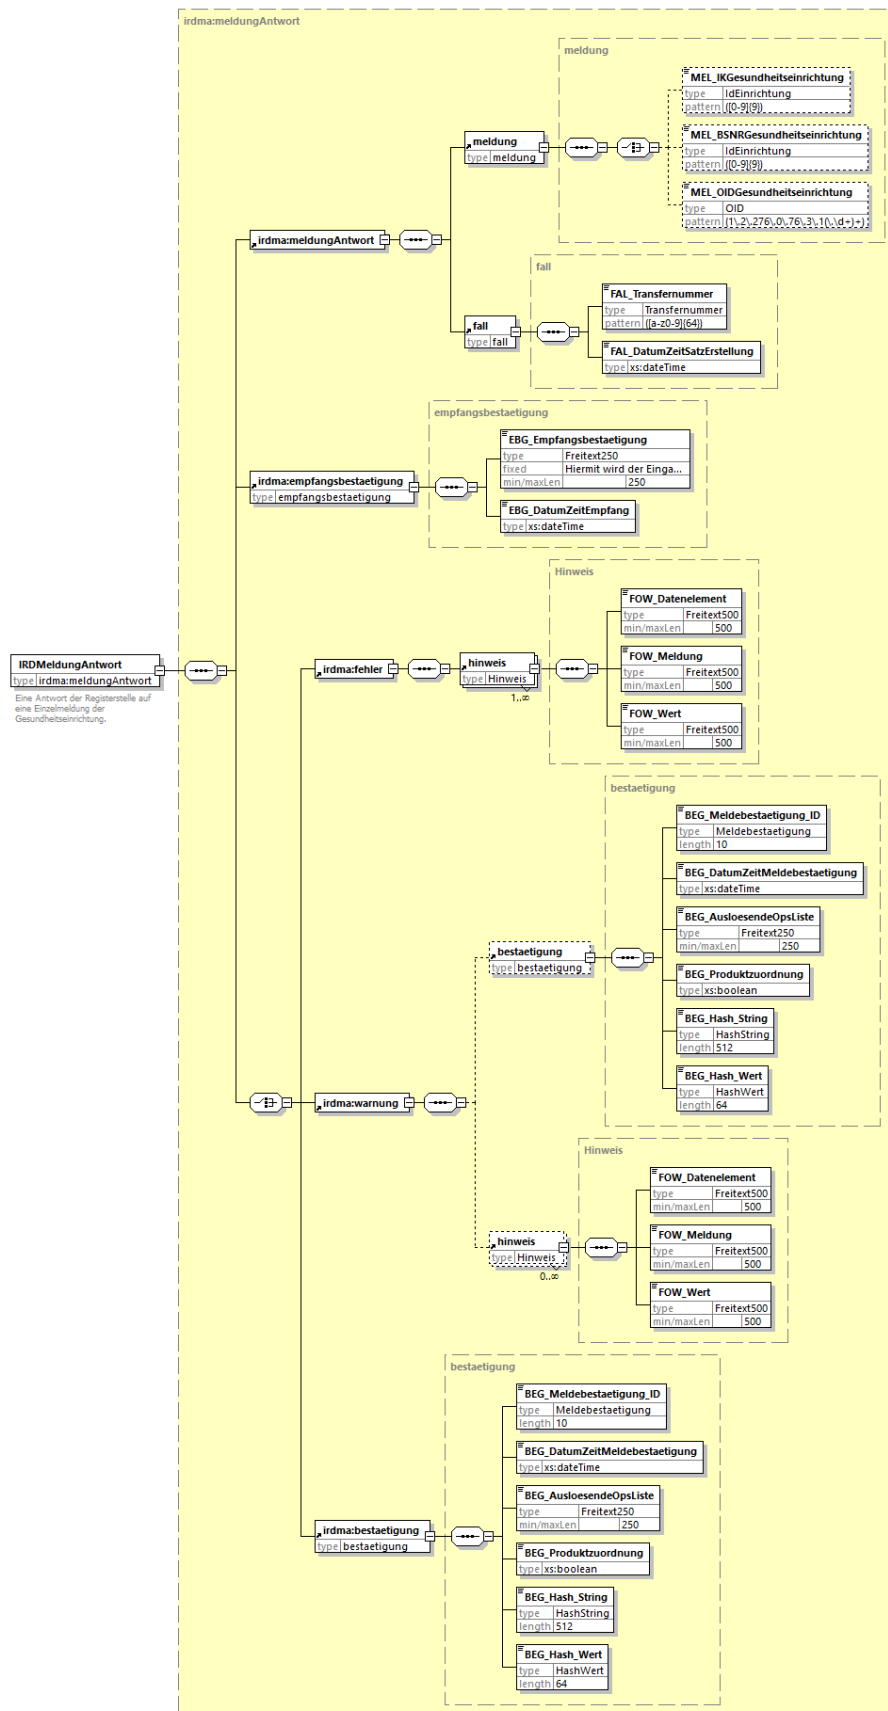 irdma:meldungAntwort
meldung
MEL_IKGesundheitseinrichtung
type IdEinrichtung
pattern ([0-9]{9})
MEL_BSNRGesundheitseinrichtung
type IdEinrichtung
pattern ([0-9]{9})
MEL_OIDGesundheitseinrichtung
type OID
pattern (1\.2\.276\.0\.76\.3\.1(\.\d+)+)
meldung
type meldung
irdma:meldungAntwort
fall
FAL_Transfernummer
type Transfernummer
pattern ([a-z0-9]{64})
FAL_DatumZeitSatzErstellung
type xs:dateTime
fall
type fall
empfangsbestaetigung
EBG_Empfangsbestaetigung
type Freitext250
fixed Hiermit wird der Einga...
min/maxLen 250
EBG_DatumZeitEmpfang
type xs:dateTime
irdma:empfangsbestaetigung
type empfangsbestaetigung
Hinweis
FOW_Datenelement
type Freitext500
min/maxLen 500
FOW_Meldung
type Freitext500
min/maxLen 500
FOW_Wert
type Freitext500
min/maxLen 500
irdma:fehler
hinweis
type Hinweis
1..∞
IRDMeldungAntwort
type irdma:meldungAntwort
Eine Antwort der Registerstelle auf
eine Einzelmeldung der
Gesundheitseinrichtung.
bestaetigung
BEG_Meldebestaetigung_ID
type Meldebestaetigung
length 10
BEG_DatumZeitMeldebestaetigung
type xs:dateTime
BEG_AusloesendeOpsListe
type Freitext250
min/maxLen 250
BEG_Produktzuordnung
type xs:boolean
BEG_Hash_String
type HashString
length 512
BEG_Hash_Wert
type HashWert
length 64
bestaetigung
type bestaetigung
irdma:warnung
Hinweis
FOW_Datenelement
type Freitext500
min/maxLen 500
FOW_Meldung
type Freitext500
min/maxLen 500
FOW_Wert
type Freitext500
min/maxLen 500
hinweis
type Hinweis
0..∞
bestaetigung
BEG_Meldebestaetigung_ID
type Meldebestaetigung
length 10
BEG_DatumZeitMeldebestaetigung
type xs:dateTime
BEG_AusloesendeOpsListe
type Freitext250
min/maxLen 250
BEG_Produktzuordnung
type xs:boolean
BEG_Hash_String
type HashString
length 512
BEG_Hash_Wert
type HashWert
length 64
irdma:bestaetigung
type bestaetigung